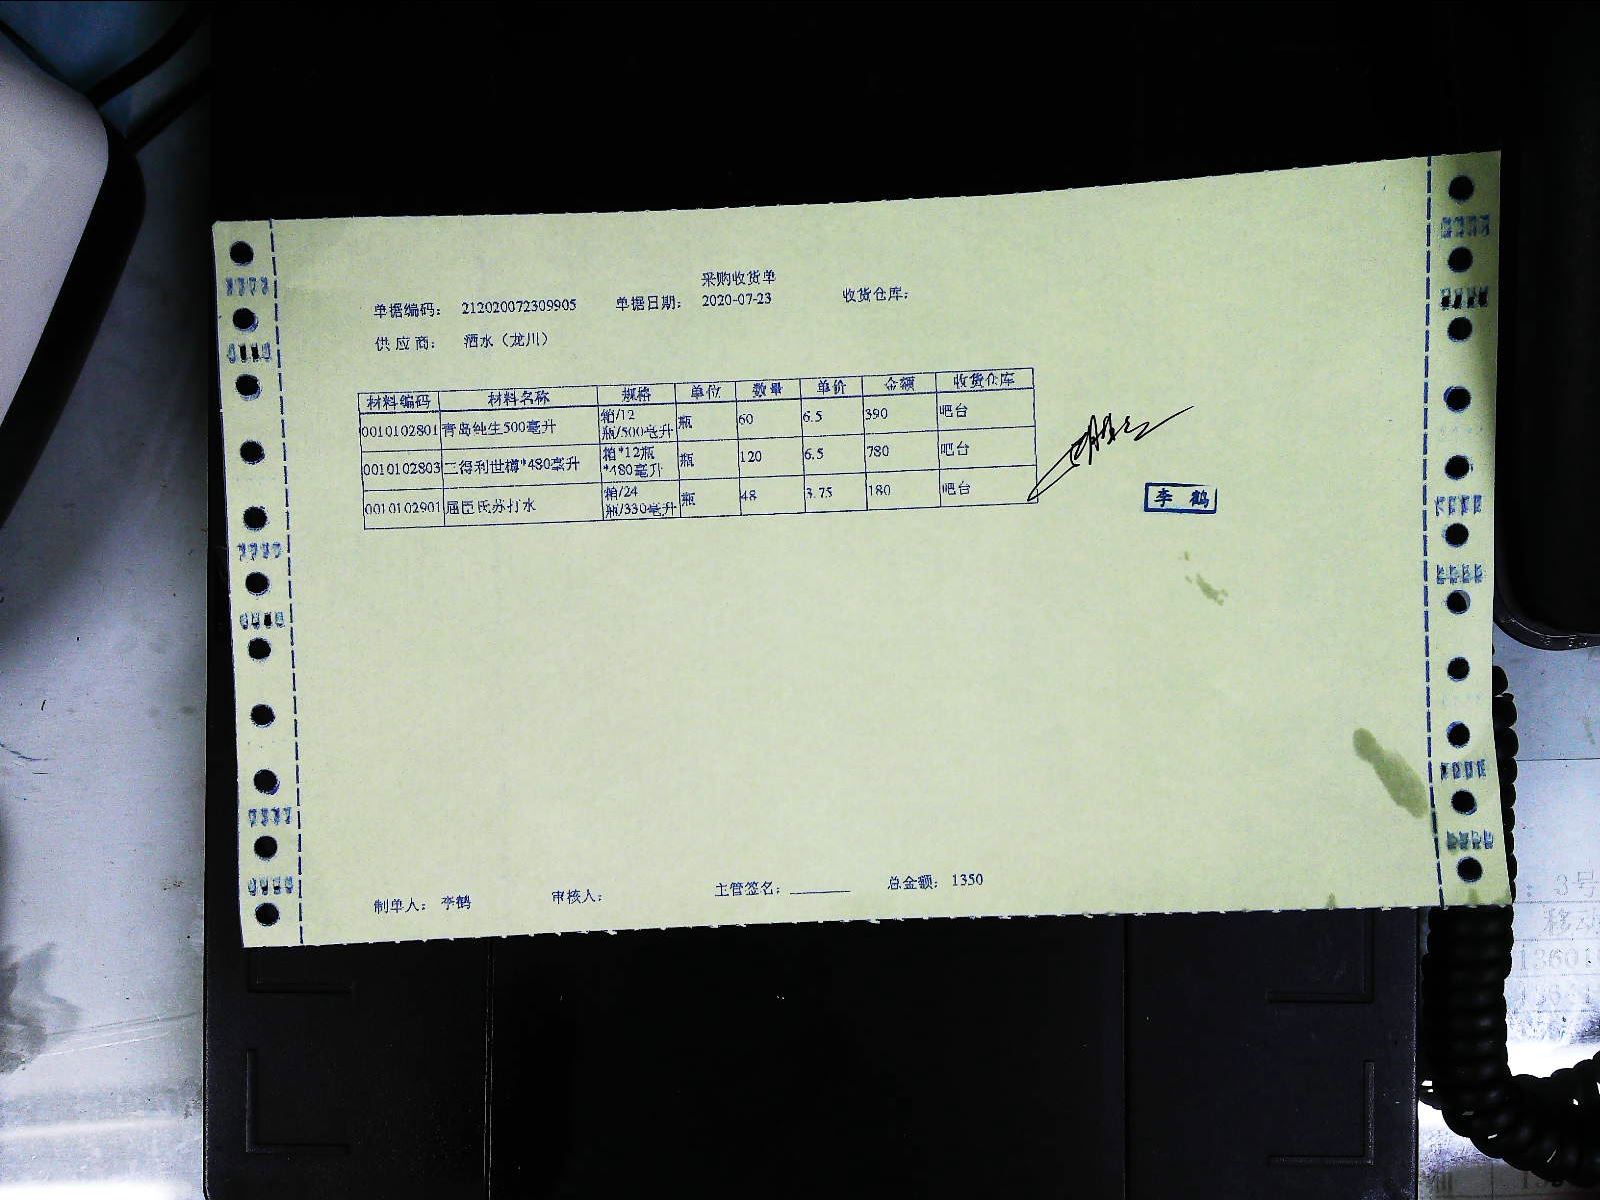 采购收货单
单据编码： 212020072309905 单据日期： 2020-07-23 收货仓库：
供应商： 酒水（龙川）
材料编码 材料名称 规格 单位 数量 单价 金额 收货仓库
0010102801 青岛纯生500毫升 箱/12瓶/500毫升 瓶 60 6.5 390 吧台
0010102803 二得利世樽*480毫升 箱*12瓶*480毫升 瓶 120 6.5 780 吧台
0010102901 屈臣氏苏打水 箱/24瓶/330毫升 瓶 48 3.75 180 吧台
李鹤
制单人： 李鹤 审核人： 主管签名：________ 总金额： 1350
：3号
移动